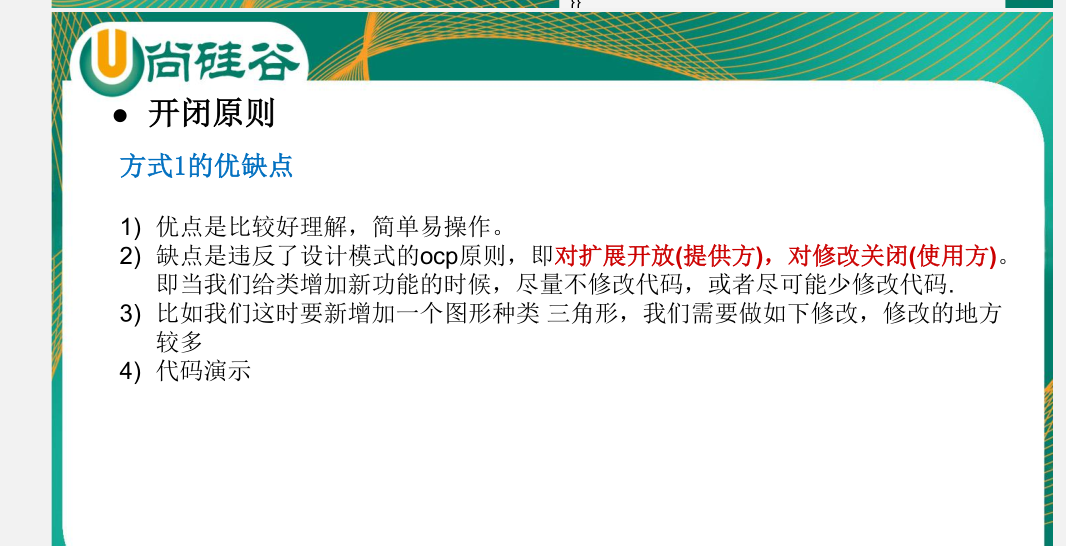 }}
尚硅谷
● 开闭原则
方式1的优缺点
1) 优点是比较好理解，简单易操作。
2) 缺点是违反了设计模式的ocp原则，即对扩展开放(提供方)，对修改关闭(使用方)。
即当我们给类增加新功能的时候，尽量不修改代码，或者尽可能少修改代码.
3) 比如我们这时要新增加一个图形种类 三角形，我们需要做如下修改，修改的地方
较多
4) 代码演示